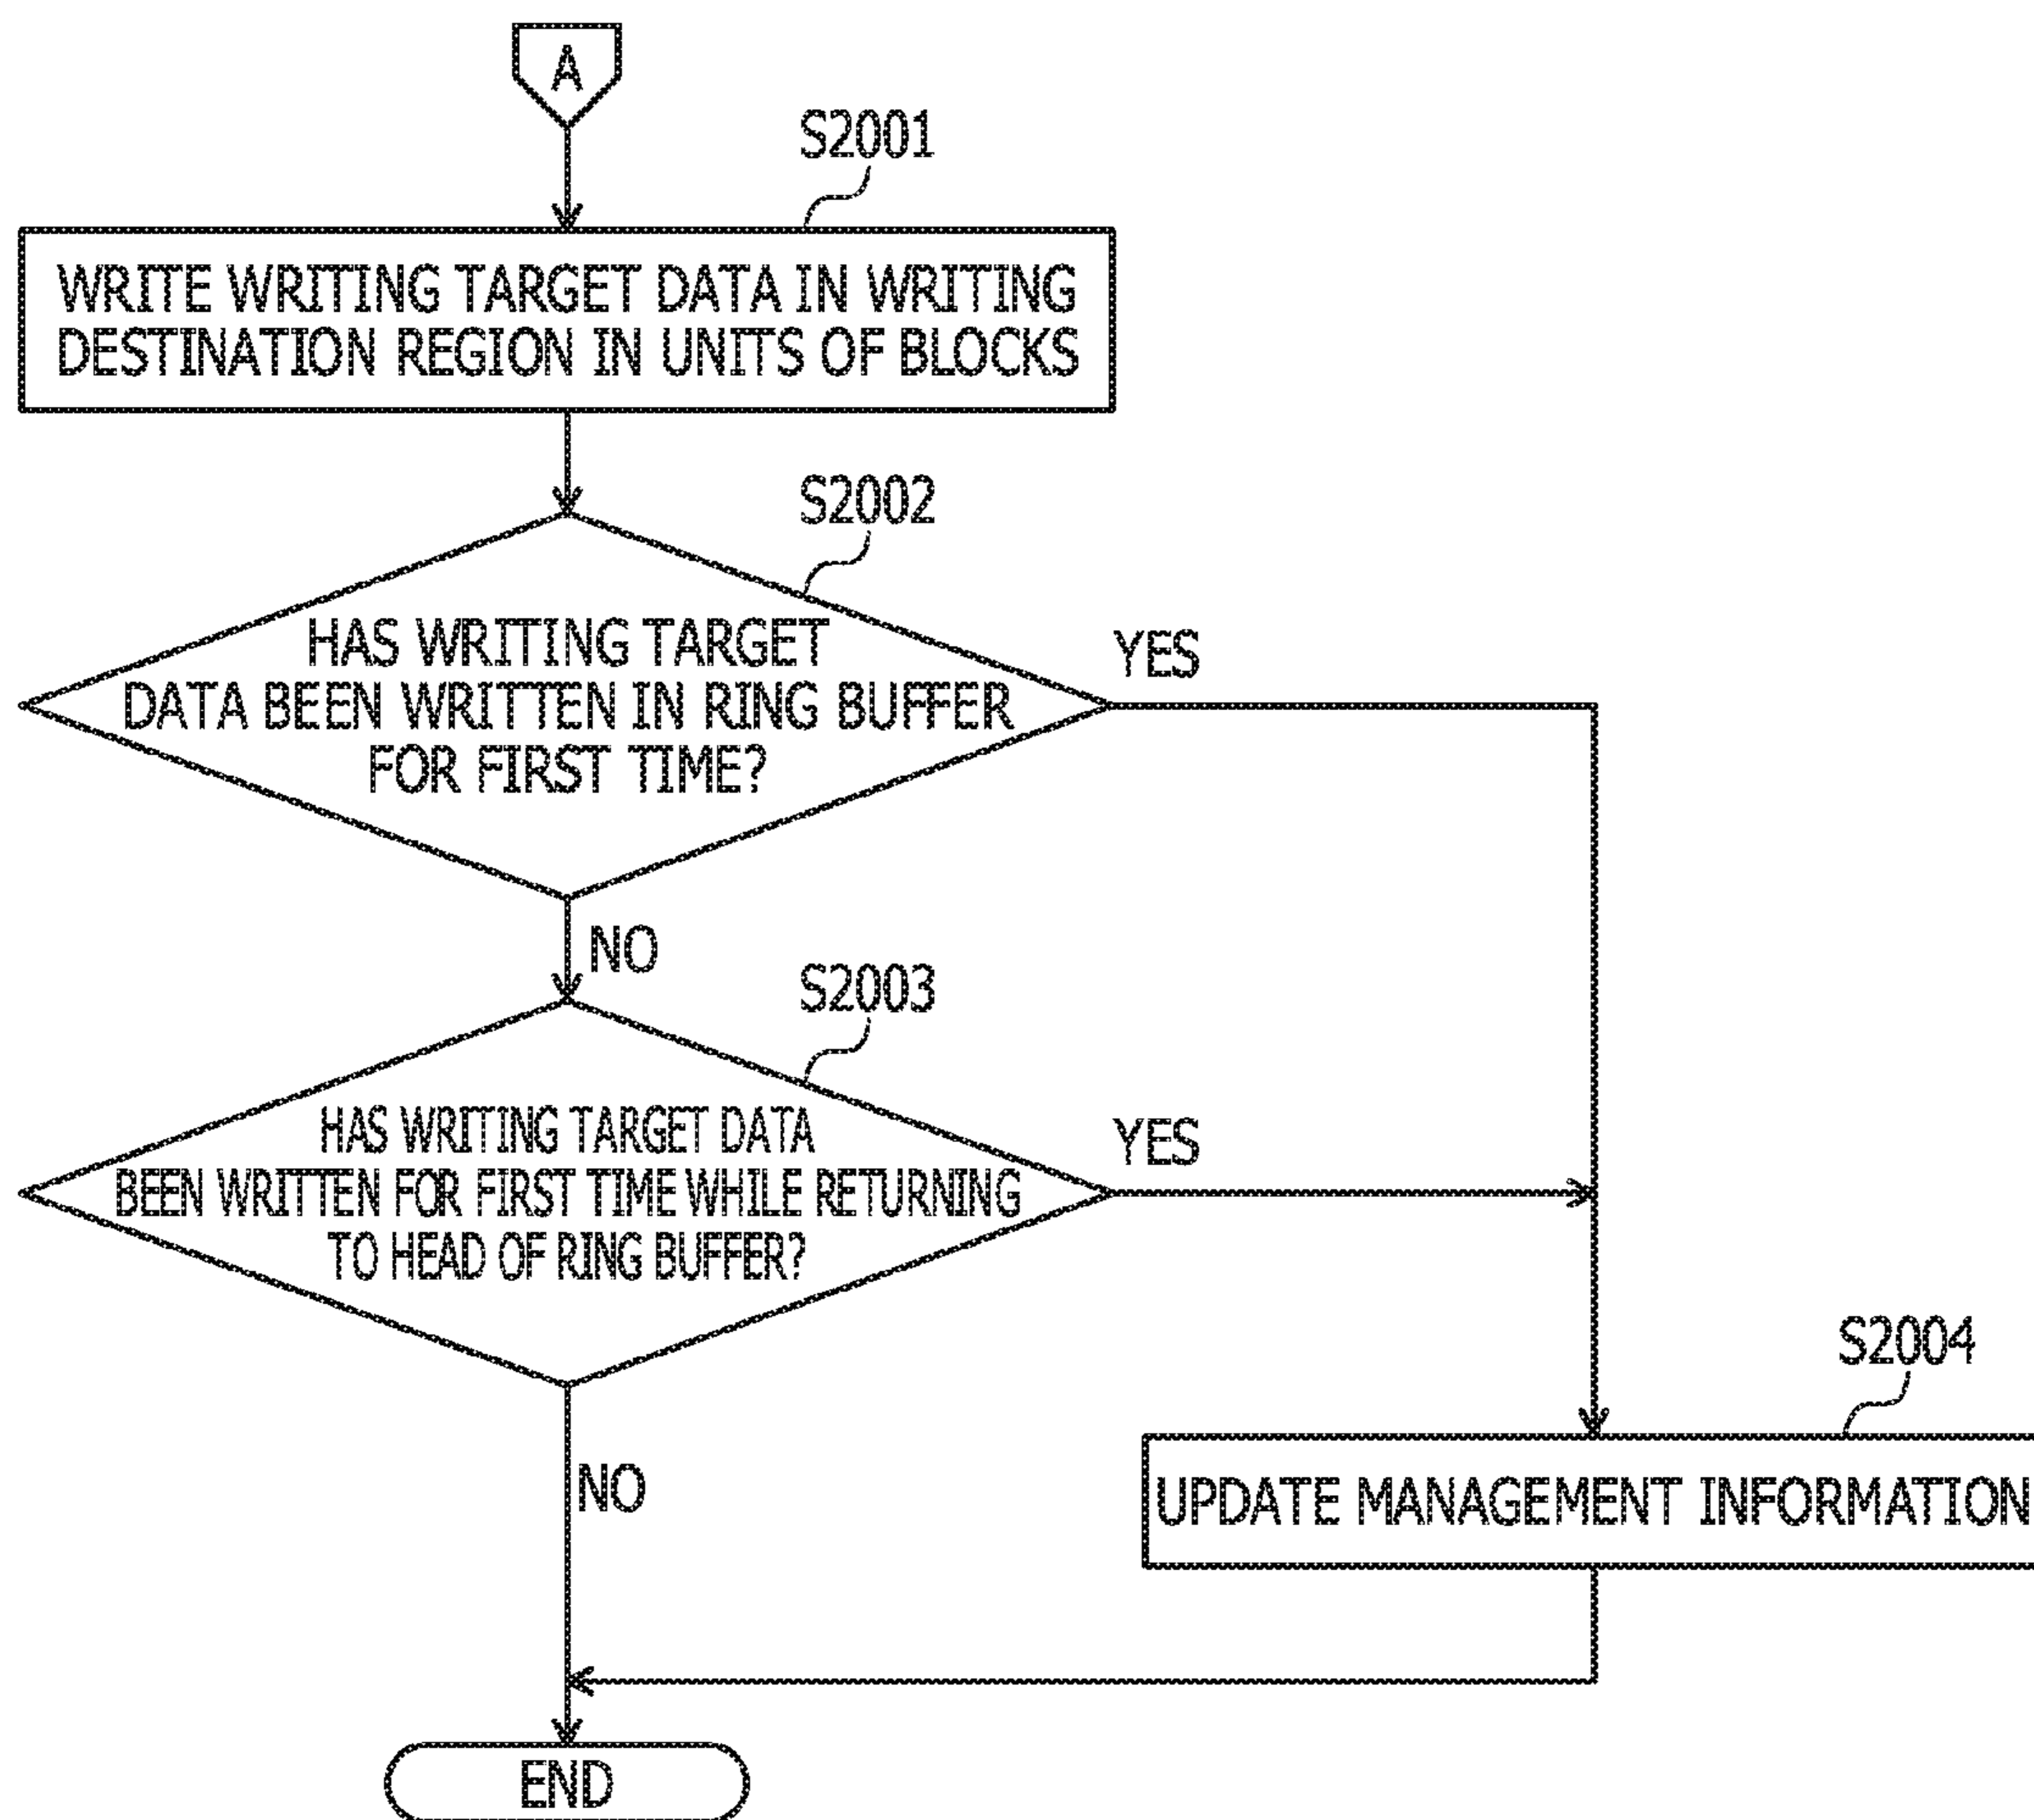 A
S2001
WRITE WRITING TARGET DATA IN WRITING
DESTINATION REGION IN UNITS OF BLOCKS
S2002
HAS WRITING TARGET
DATA BEEN WRITTEN IN RING BUFFER
FOR FIRST TIME?
YES
NO
S2003
HAS WRITING TARGET DATA
BEEN WRITTEN FOR FIRST TIME WHILE RETURNING
TO HEAD OF RING BUFFER?
YES
S2004
UPDATE MANAGEMENT INFORMATION
NO
END